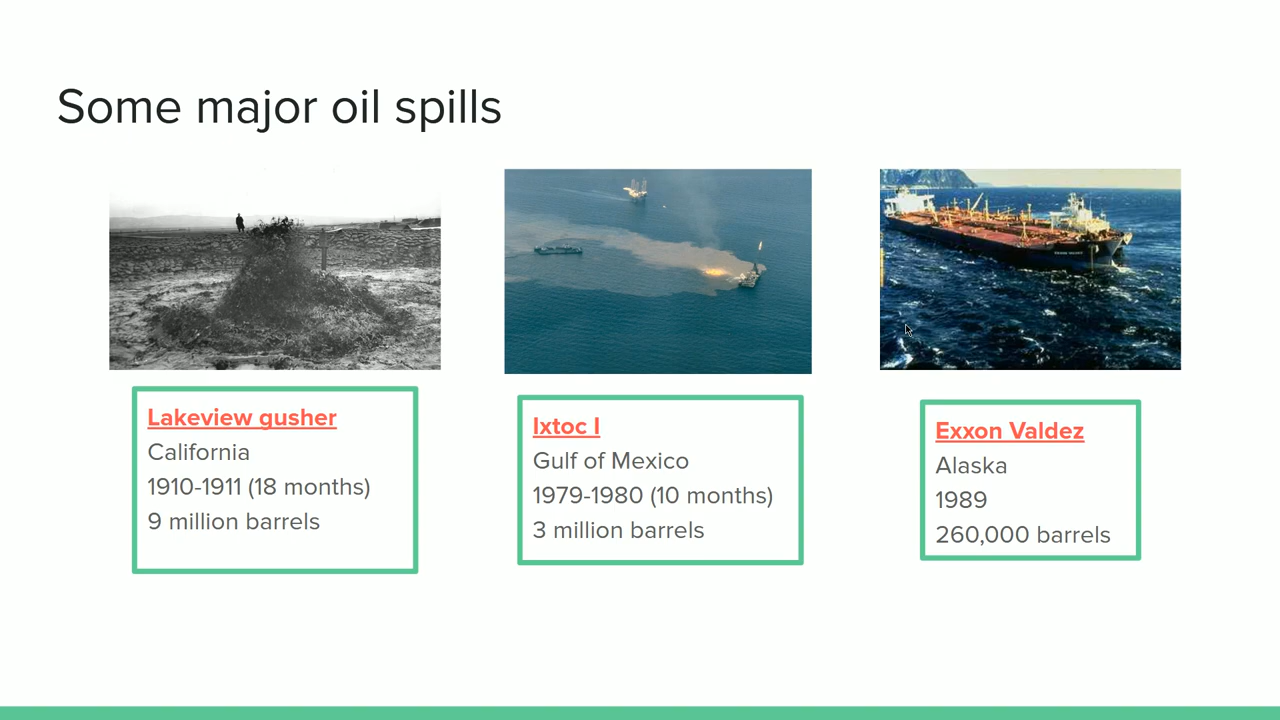 Some major oil spills
Lakeview gusher
California
1910-1911 (18 months)
9 million barrels
Ixtoc I
Gulf of Mexico
1979-1980 (10 months)
3 million barrels
Exxon Valdez
Alaska
1989
260,000 barrels